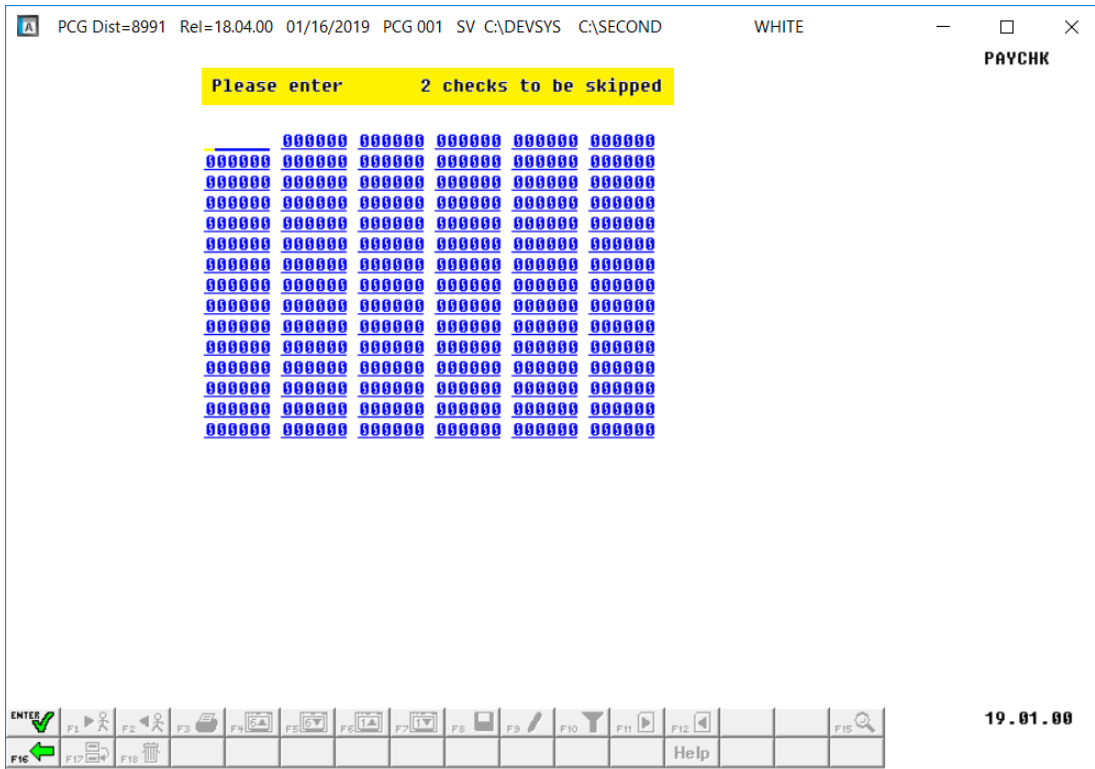 A PCG Dist=8991 Rel=18.04.00 01/16/2019 PCG 001 SV C:\DEVSYS C:\SECOND WHITE
PAYCHK
Please enter 2 checks to be skipped
000000 000000 000000 000000 000000
000000 000000 000000 000000 000000 000000
000000 000000 000000 000000 000000 000000
000000 000000 000000 000000 000000 000000
000000 000000 000000 000000 000000 000000
000000 000000 000000 000000 000000 000000
000000 000000 000000 000000 000000 000000
000000 000000 000000 000000 000000 000000
000000 000000 000000 000000 000000 000000
000000 000000 000000 000000 000000 000000
000000 000000 000000 000000 000000 000000
000000 000000 000000 000000 000000 000000
000000 000000 000000 000000 000000 000000
000000 000000 000000 000000 000000 000000
000000 000000 000000 000000 000000 000000
ENTER F1 F2 F3 F4 6 F5 6 F6 1 F7 1 F8 F9 F10 F11 F12 F15 19.01.00
F16 F17 F18 Help